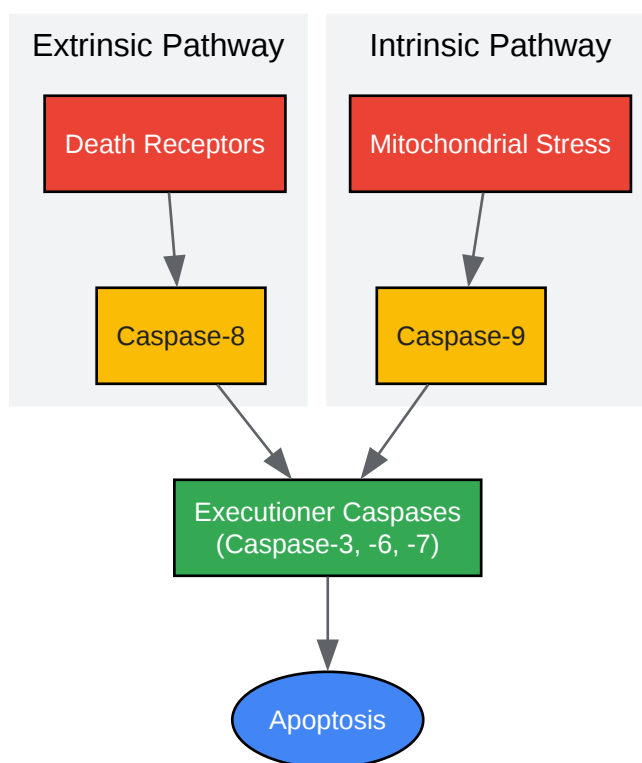 Extrinsic Pathway
Intrinsic Pathway
Death Receptors
Mitochondrial Stress
Caspase-8
Caspase-9
Executioner Caspases
(Caspase-3, -6, -7)
Apoptosis